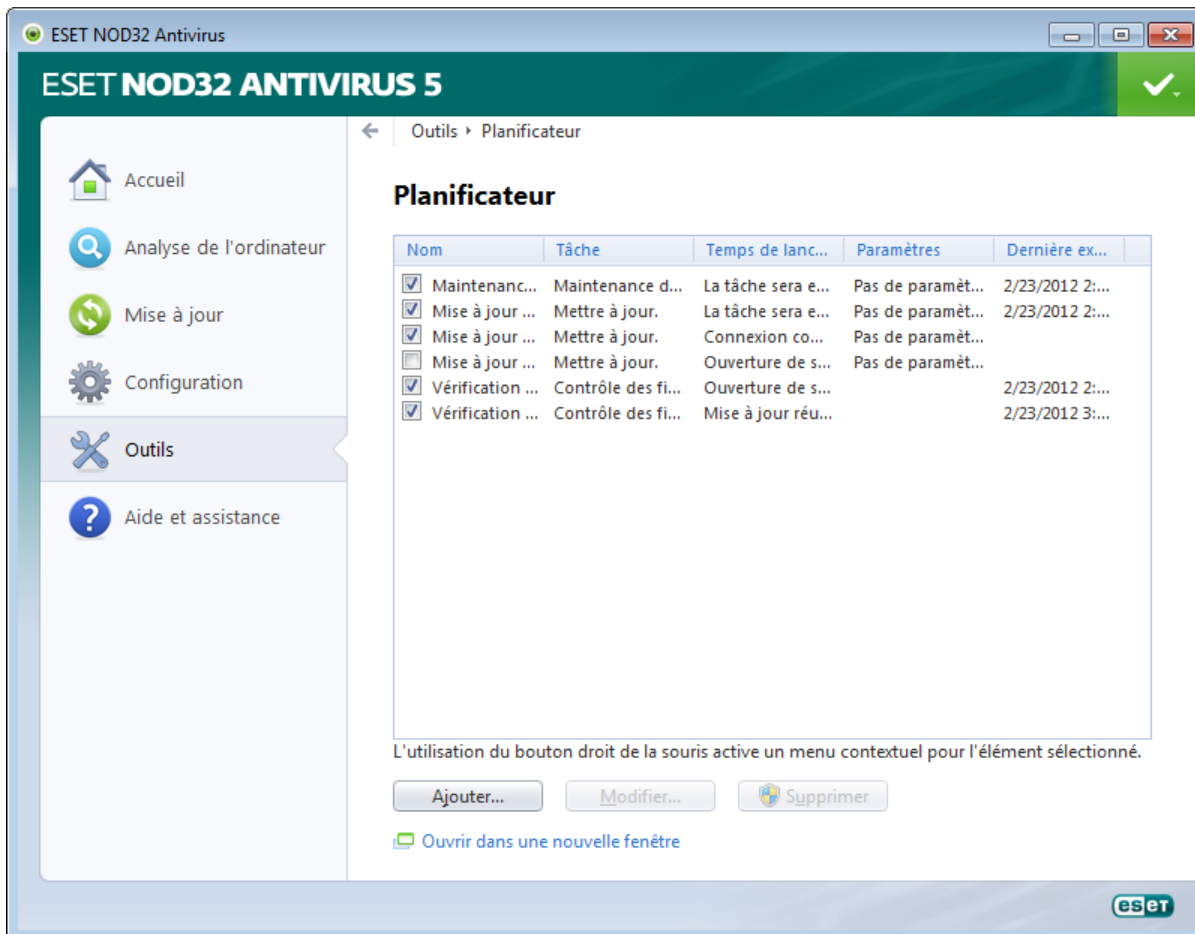 ESET NOD32 Antivirus
ESET NOD32 ANTIVIRUS 5
Outils ‣ Planificateur
Accueil
Analyse de l'ordinateur
Mise à jour
Configuration
Outils
Aide et assistance
Planificateur
Nom Tâche Temps de lanc... Paramètres Dernière ex...
Maintenanc... Maintenance d... La tâche sera e... Pas de paramèt... 2/23/2012 2:...
Mise à jour ... Mettre à jour. La tâche sera e... Pas de paramèt... 2/23/2012 2:...
Mise à jour ... Mettre à jour. Connexion co... Pas de paramèt...
Mise à jour ... Mettre à jour. Ouverture de s... Pas de paramèt...
Vérification ... Contrôle des fi... Ouverture de s... 2/23/2012 2:...
Vérification ... Contrôle des fi... Mise à jour réu... 2/23/2012 3:...
L'utilisation du bouton droit de la souris active un menu contextuel pour l'élément sélectionné.
Ajouter... Modifier... Supprimer
Ouvrir dans une nouvelle fenêtre
eseT